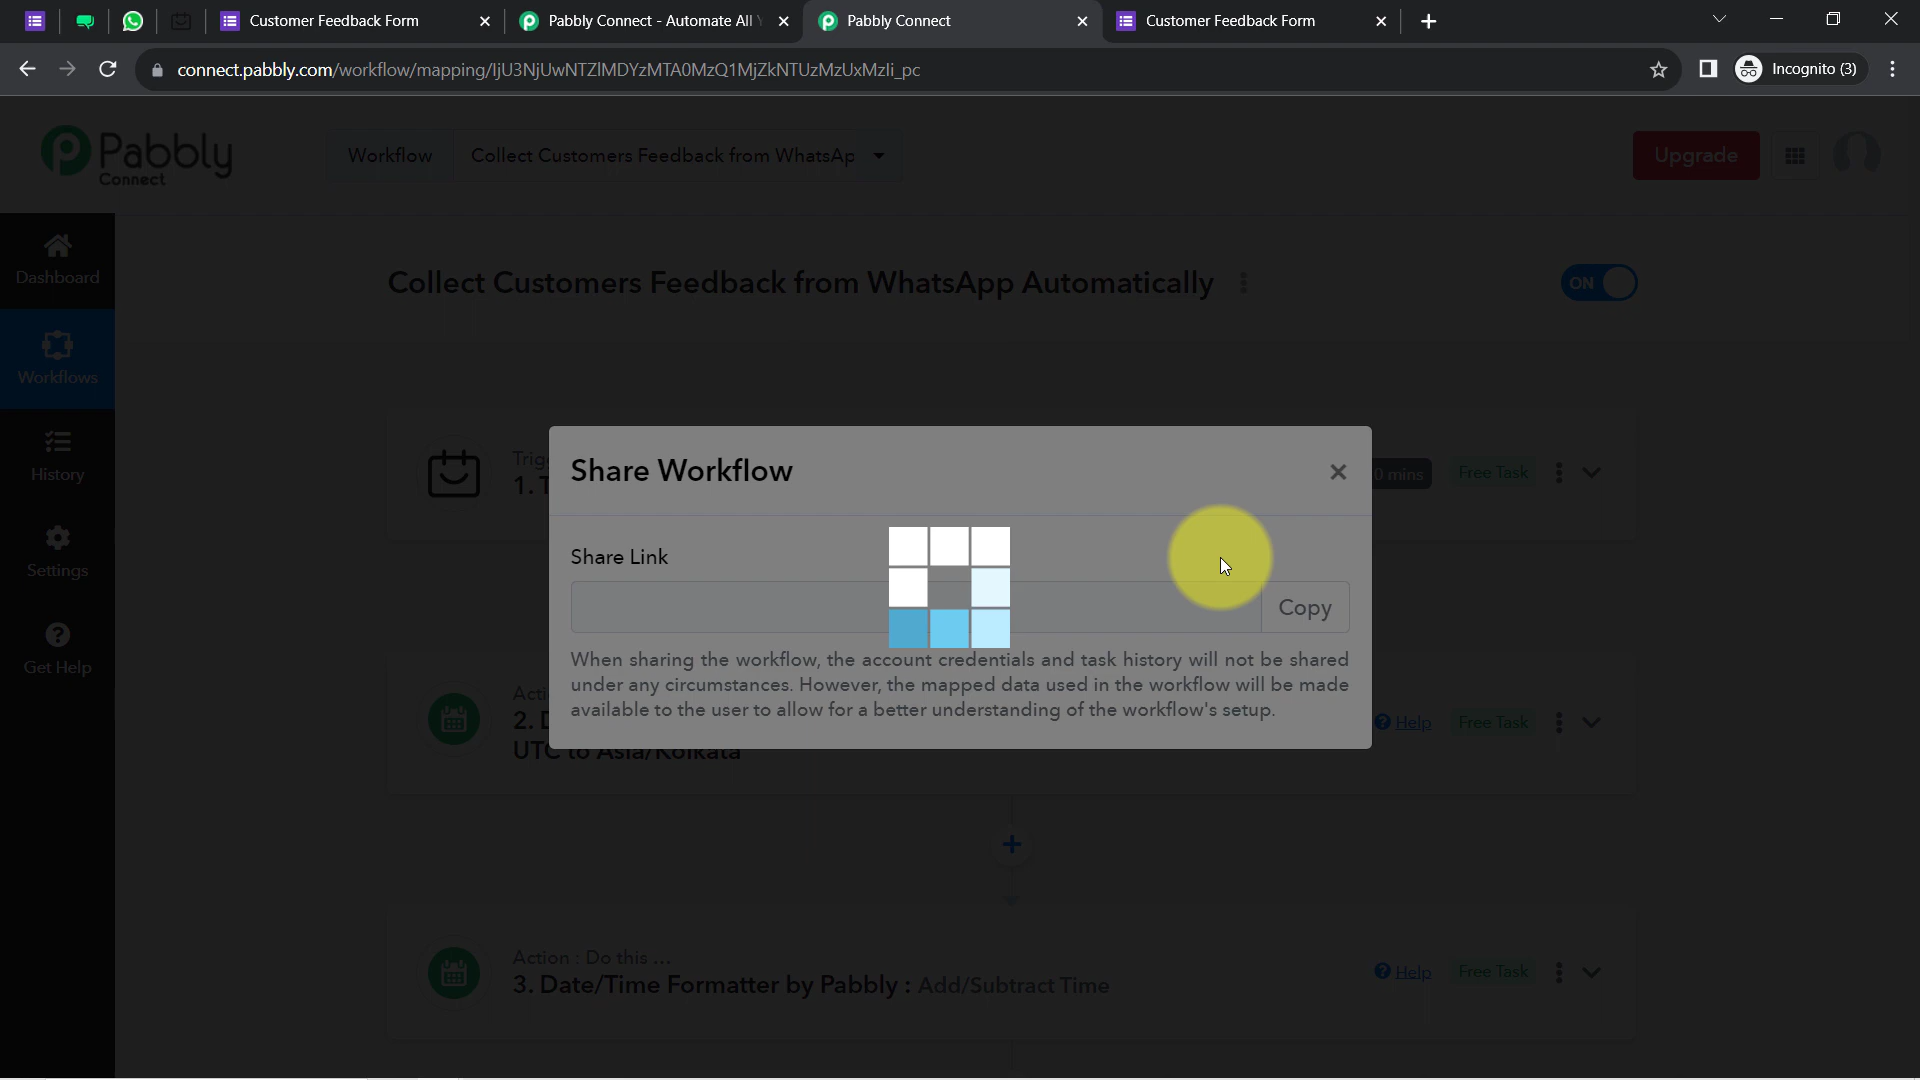 Customer Feedback Form
Pabbly Connect - Automate All
Pabbly Connect
Customer Feedback Form
connect.pabbly.com/workflow/mapping/IjU3NjUwNTZlMDYzMTA0MzQ1MjZkNTUzMzUxMzIi_pc
Incognito (3)
Pabbly
Connect
Workflow
Collect Customers Feedback from WhatsAp
Upgrade
Dashboard
Collect Customers Feedback from WhatsApp Automatically
ON
Workflows
History
Settings
Get Help
Trig
1. T
0 mins
Free Task
Share Workflow
Share Link
Copy
When sharing the workflow, the account credentials and task history will not be shared
under any circumstances. However, the mapped data used in the workflow will be made
available to the user to allow for a better understanding of the workflow's setup.
Acti
2. D
UTC to Asia/Kolkata
Help
Free Task
Action : Do this ...
3. Date/Time Formatter by Pabbly : Add/Subtract Time
Help
Free Task